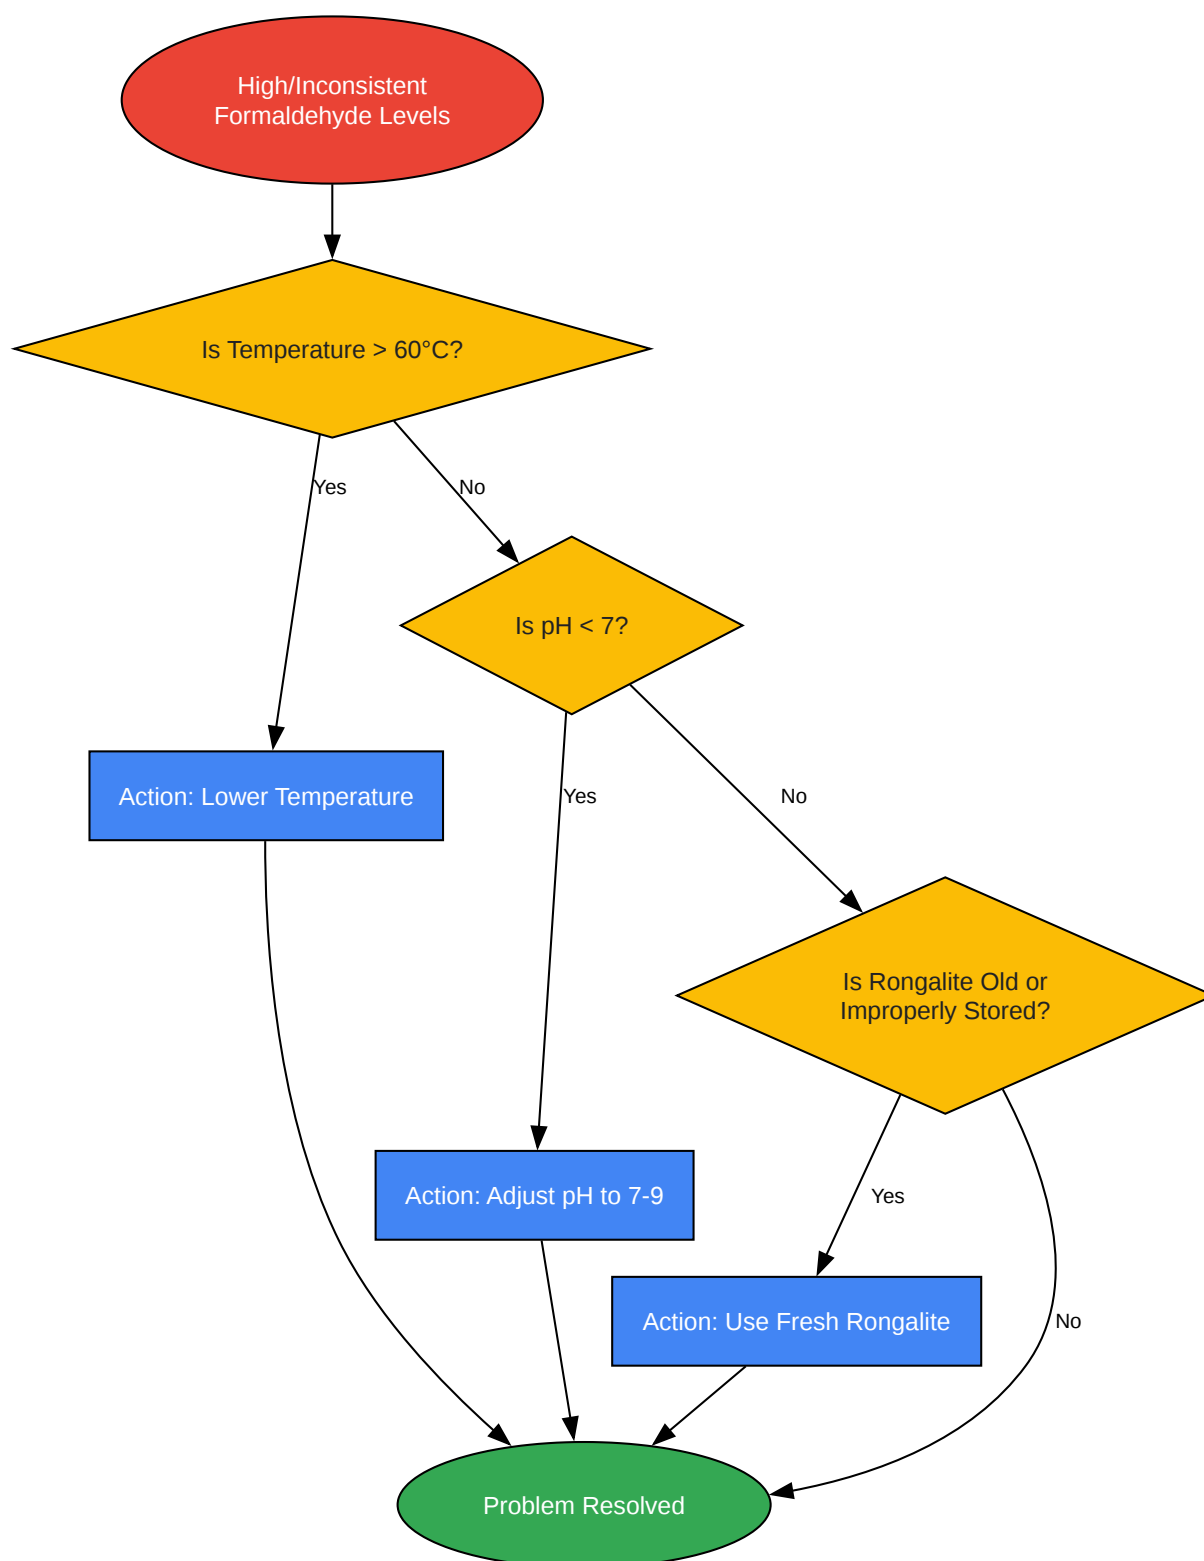 High/Inconsistent
Formaldehyde Levels
Is Temperature > 60°C?
Yes
No
Is pH < 7?
Action: Lower Temperature
Yes
No
Is Rongalite Old or
Improperly Stored?
Action: Adjust pH to 7-9
Yes
Action: Use Fresh Rongalite
No
Problem Resolved